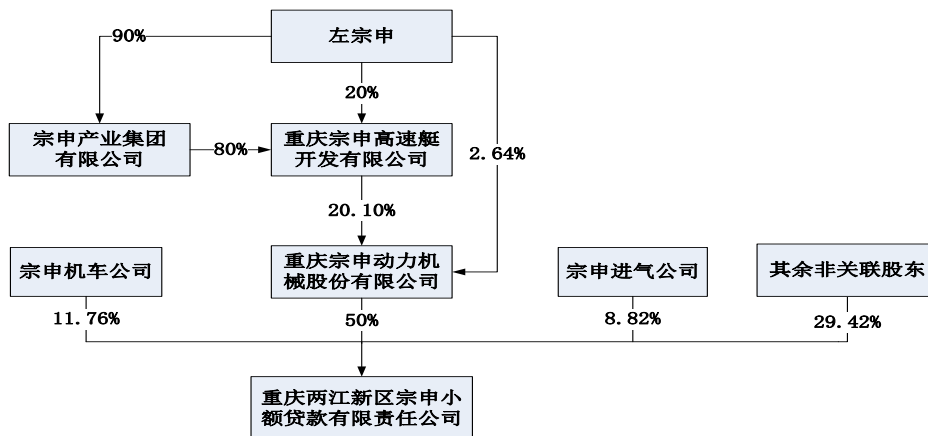 左宗申
90%
20%
2.64%
宗申产业集团
有限公司
80%
重庆宗申高速艇
开发有限公司
20.10%
宗申机车公司
重庆宗申动力机
械股份有限公司
宗申进气公司
其余非关联股东
11.76%
50%
8.82%
29.42%
重庆两江新区宗申小
额贷款有限责任公司